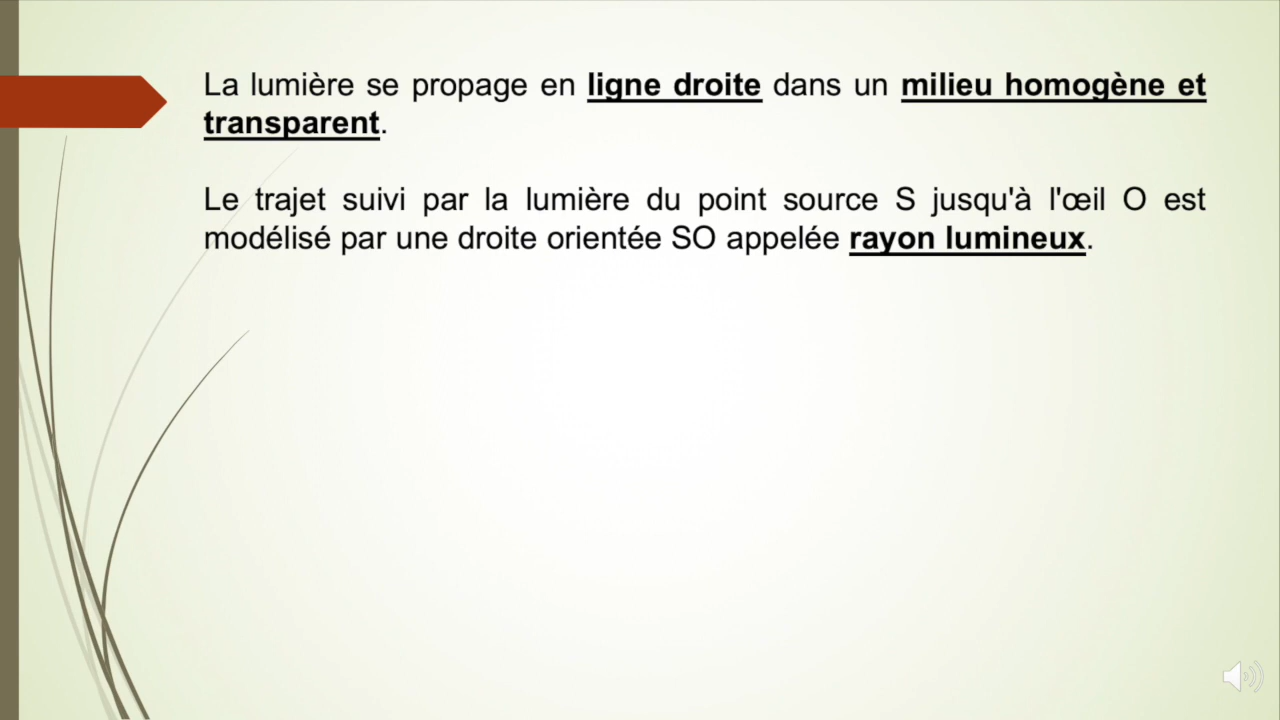 La lumière se propage en ligne droite dans un milieu homogène et
transparent.
Le trajet suivi par la lumière du point source S jusqu'à l'œil O est
modélisé par une droite orientée SO appelée rayon lumineux.